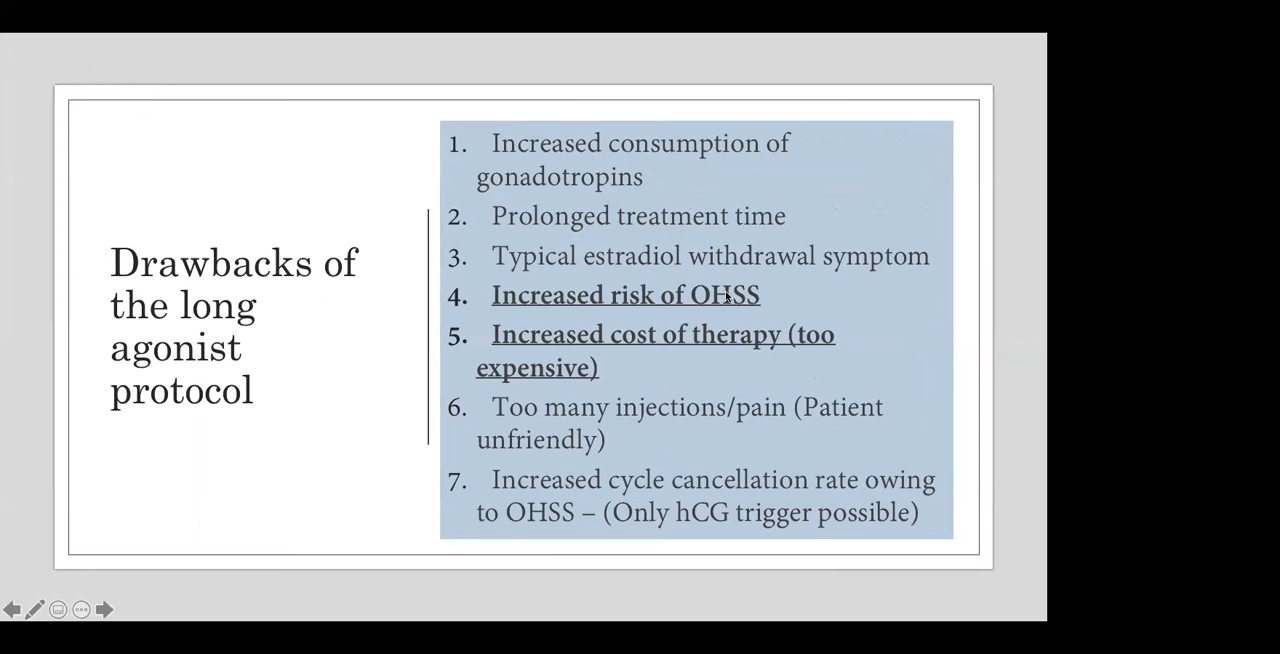 Drawbacks of
the long
agonist
protocol
1. Increased consumption of
gonadotropins
2. Prolonged treatment time
3. Typical estradiol withdrawal symptom
4. Increased risk of OHSS
5. Increased cost of therapy (too
expensive)
6. Too many injections/pain (Patient
unfriendly)
7. Increased cycle cancellation rate owing
to OHSS – (Only hCG trigger possible)